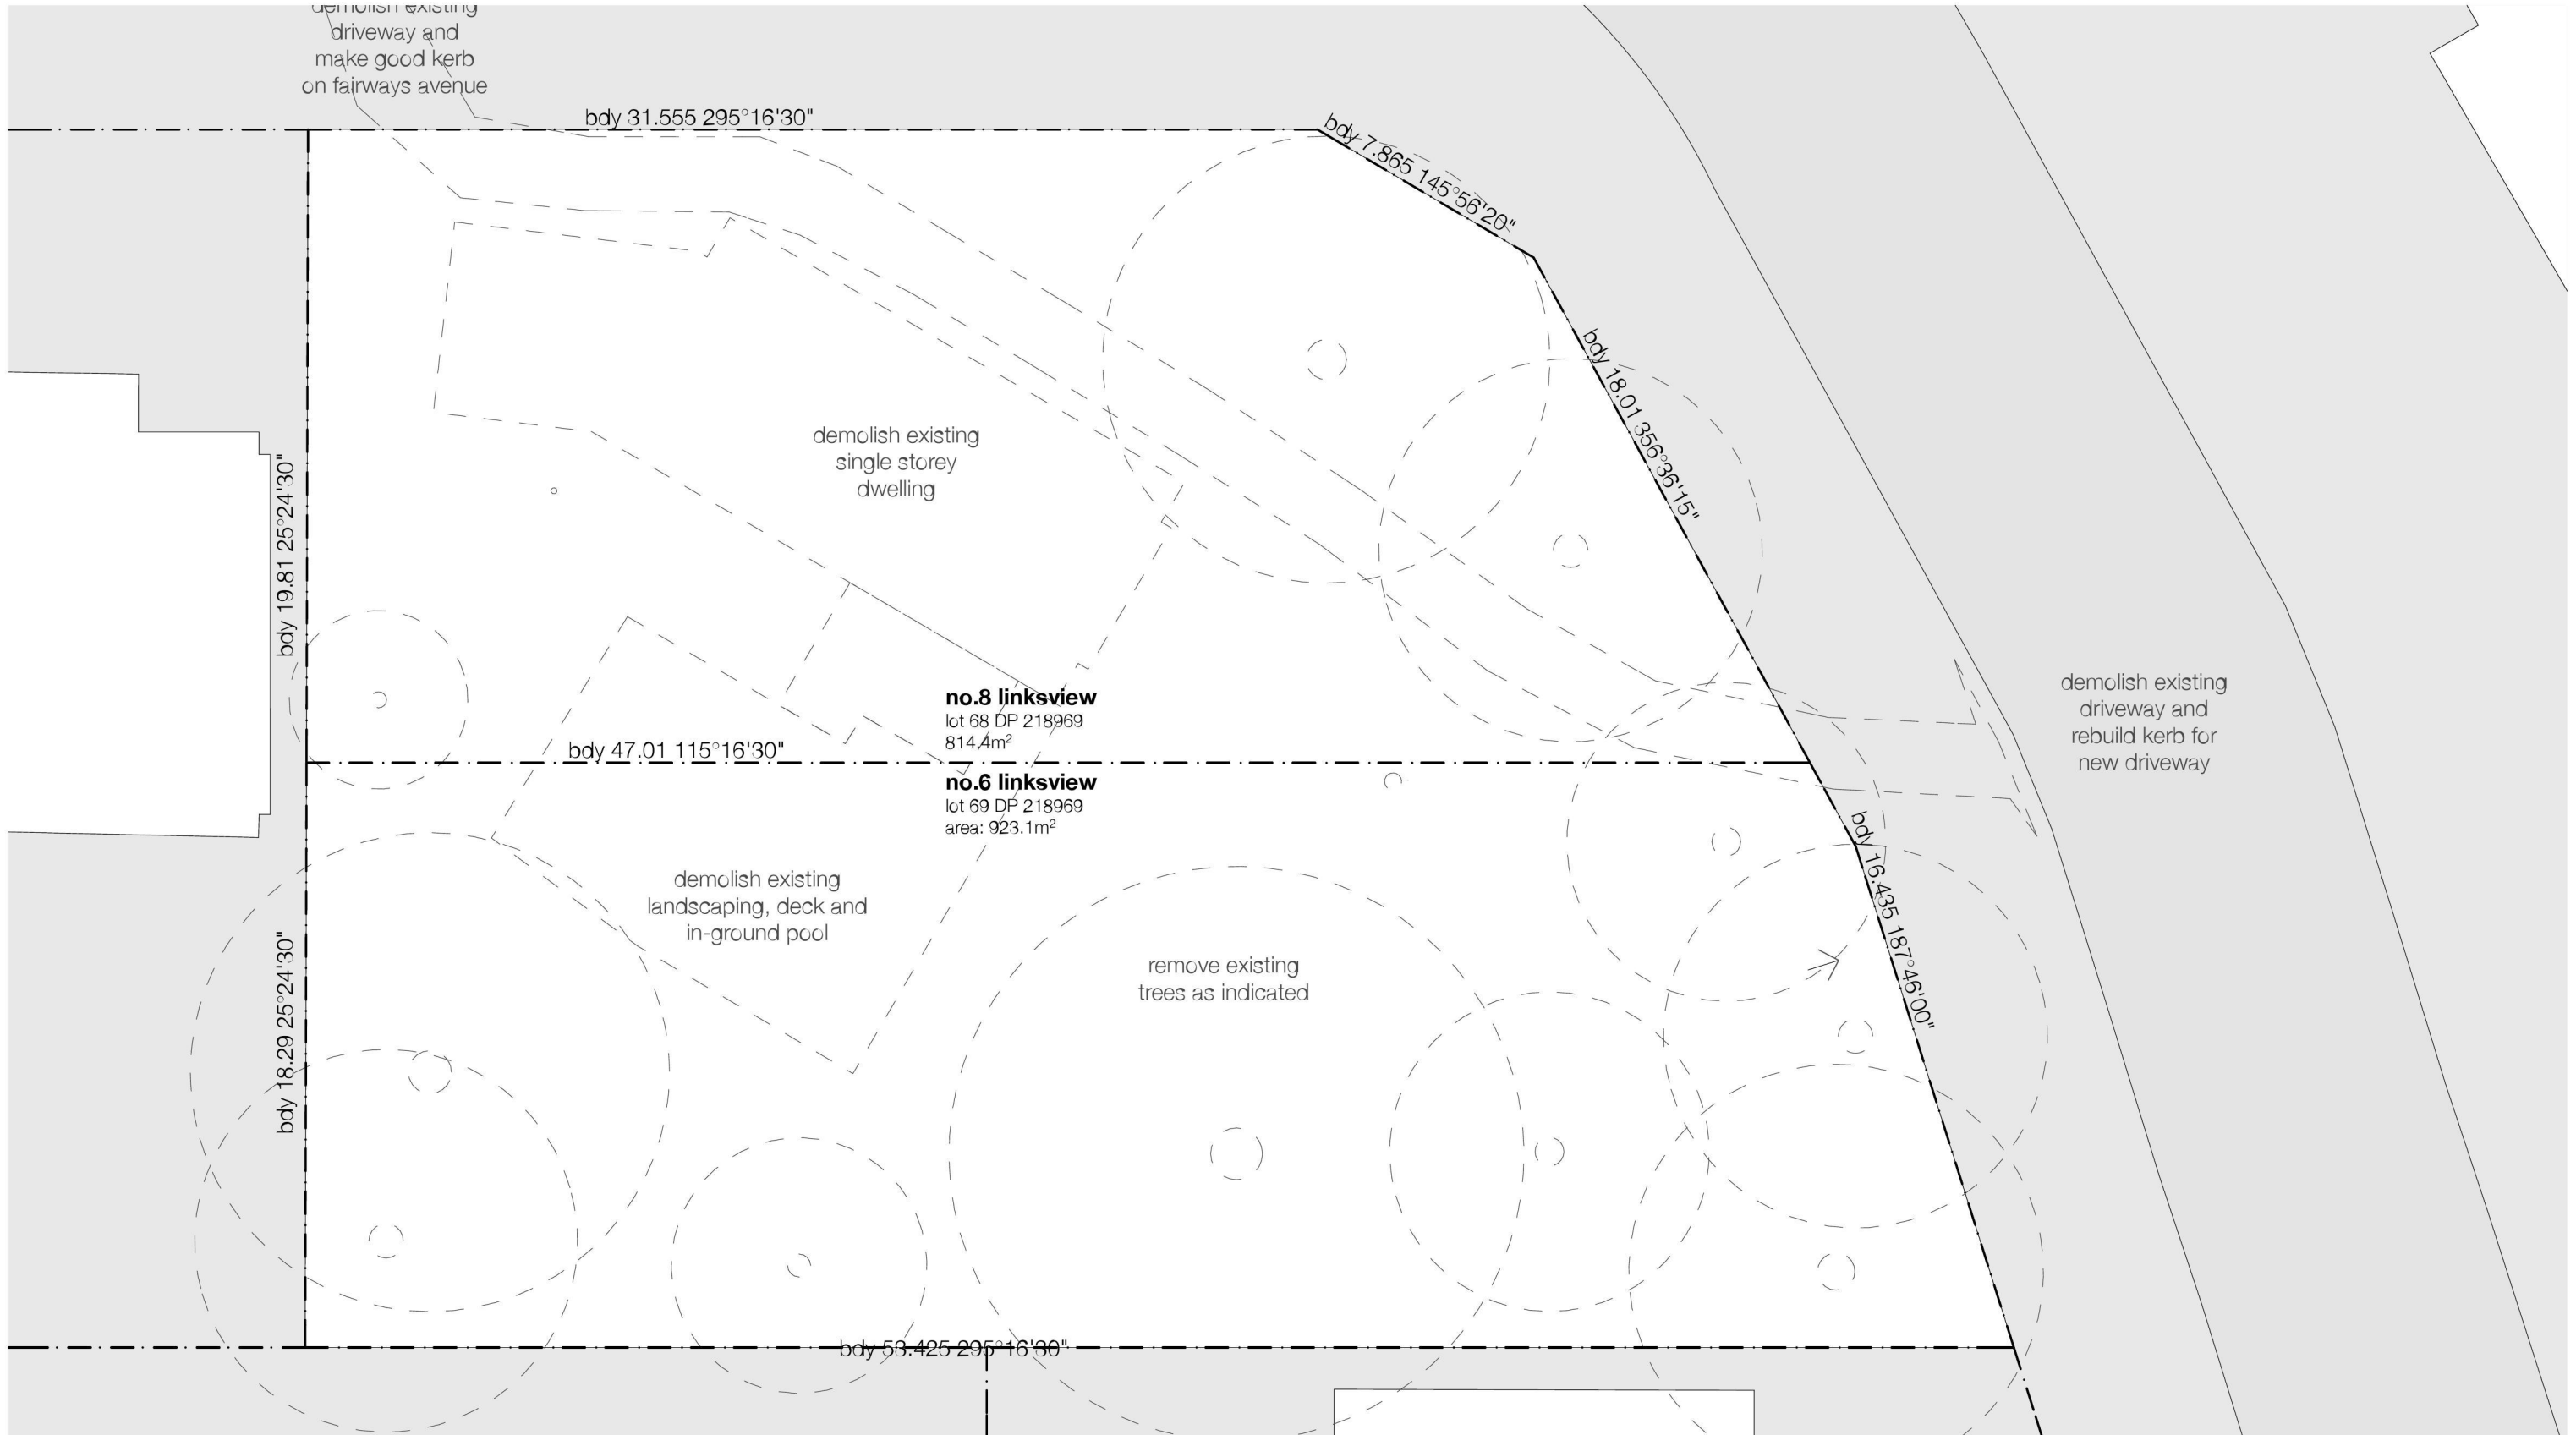 demolish existing
driveway and
make good kerb
on fairways avenue
bdy 31.555 295°16'30"
bdy 7.865 145°56'20"
bdy 18.01 356°36'15"
bdy 19.81 25°24'30"
demolish existing
single storey
dwelling
no.8 linksview
lot 68 DP 218969
814.4m²
bdy 47.01 115°16'30"
no.6 linksview
lot 69 DP 218969
area: 923.1m²
demolish existing
driveway and
rebuild kerb for
new driveway
bdy 16.435 187°46'00"
demolish existing
landscaping, deck and
in-ground pool
remove existing
trees as indicated
bdy 18.29 25°24'30"
bdy 53.425 295°16'30"